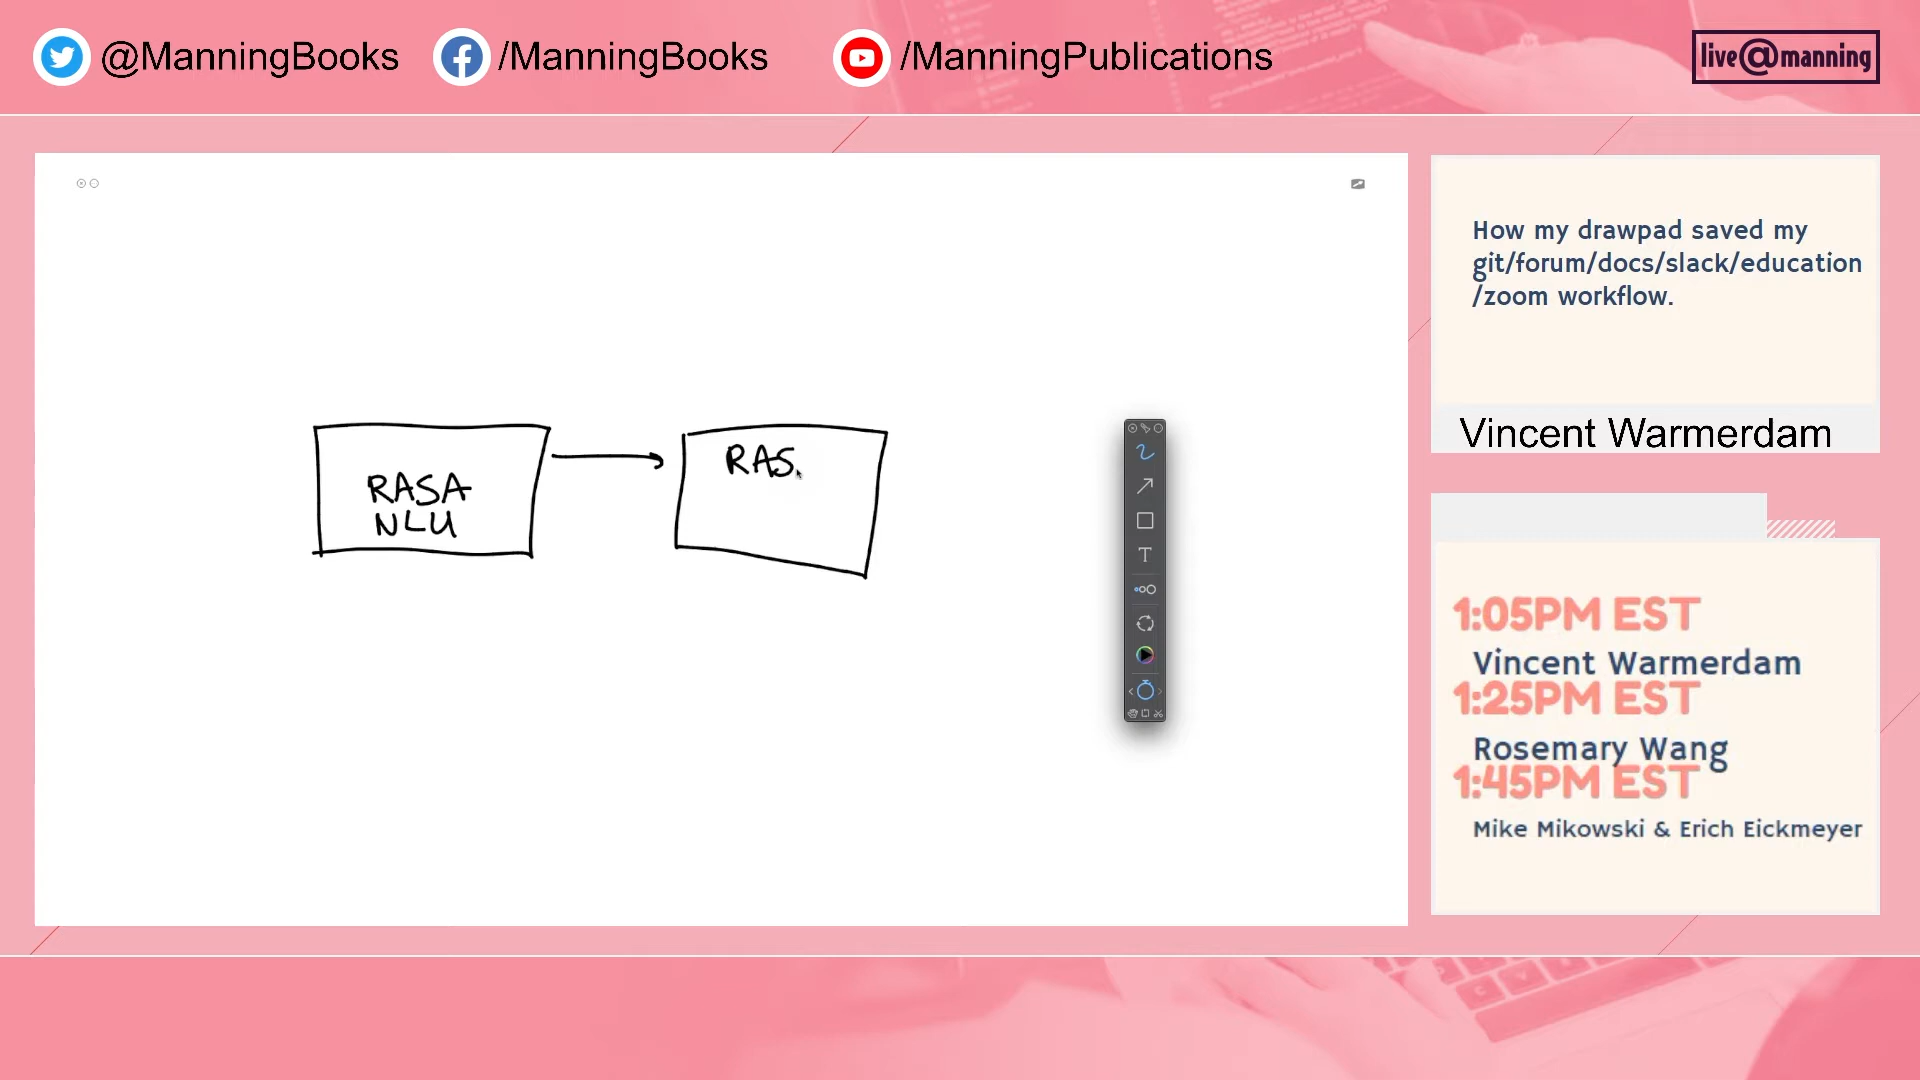 @ManningBooks
/ManningBooks
/ManningPublications
live@manning
RASA
NLU
RAS
T
How my drawpad saved my
git/forum/docs/slack/education
/zoom workflow.
Vincent Warmerdam
1:05PM EST
Vincent Warmerdam
1:25PM EST
Rosemary Wang
1:45PM EST
Mike Mikowski & Erich Eickmeyer